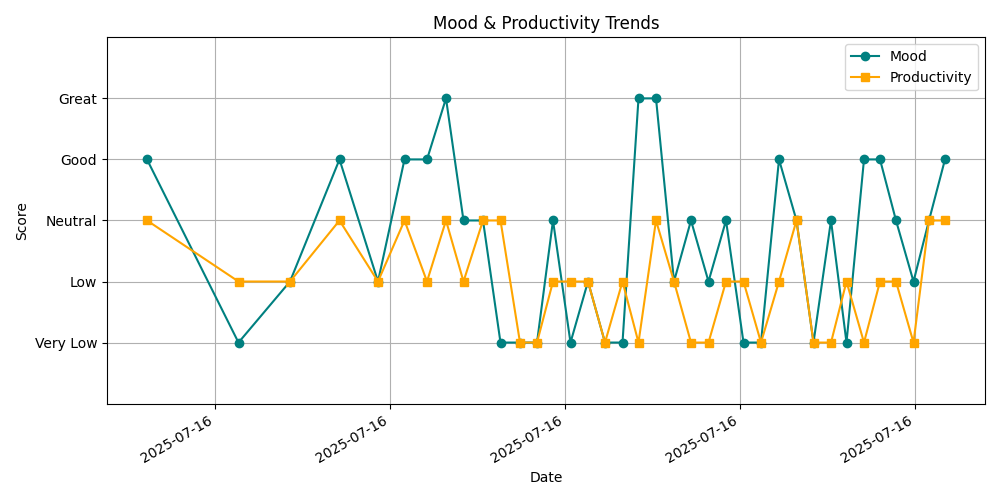 Mood & Productivity Trends
Mood
Productivity
Great
Good
Neutral
Low
Very Low
Score
2025-07-16
2025-07-16
2025-07-16
2025-07-16
2025-07-16
Date